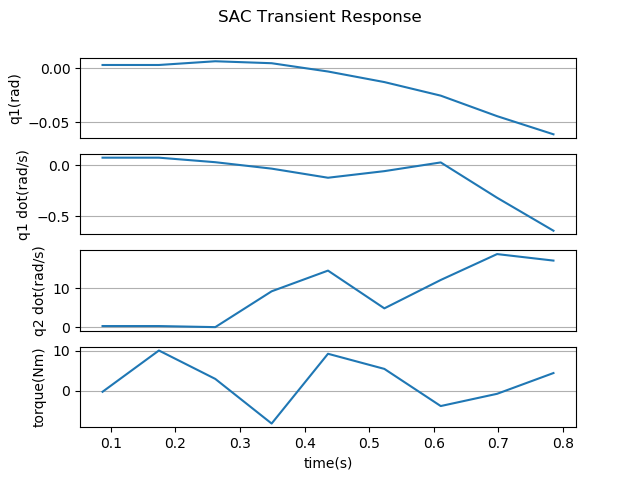 SAC Transient Response
q1(rad)
0.00
−0.05
q1 dot(rad/s)
0.0
−0.5
q2 dot(rad/s)
10
0
torque(Nm)
10
0
0.1 0.2 0.3 0.4 0.5 0.6 0.7 0.8
time(s)